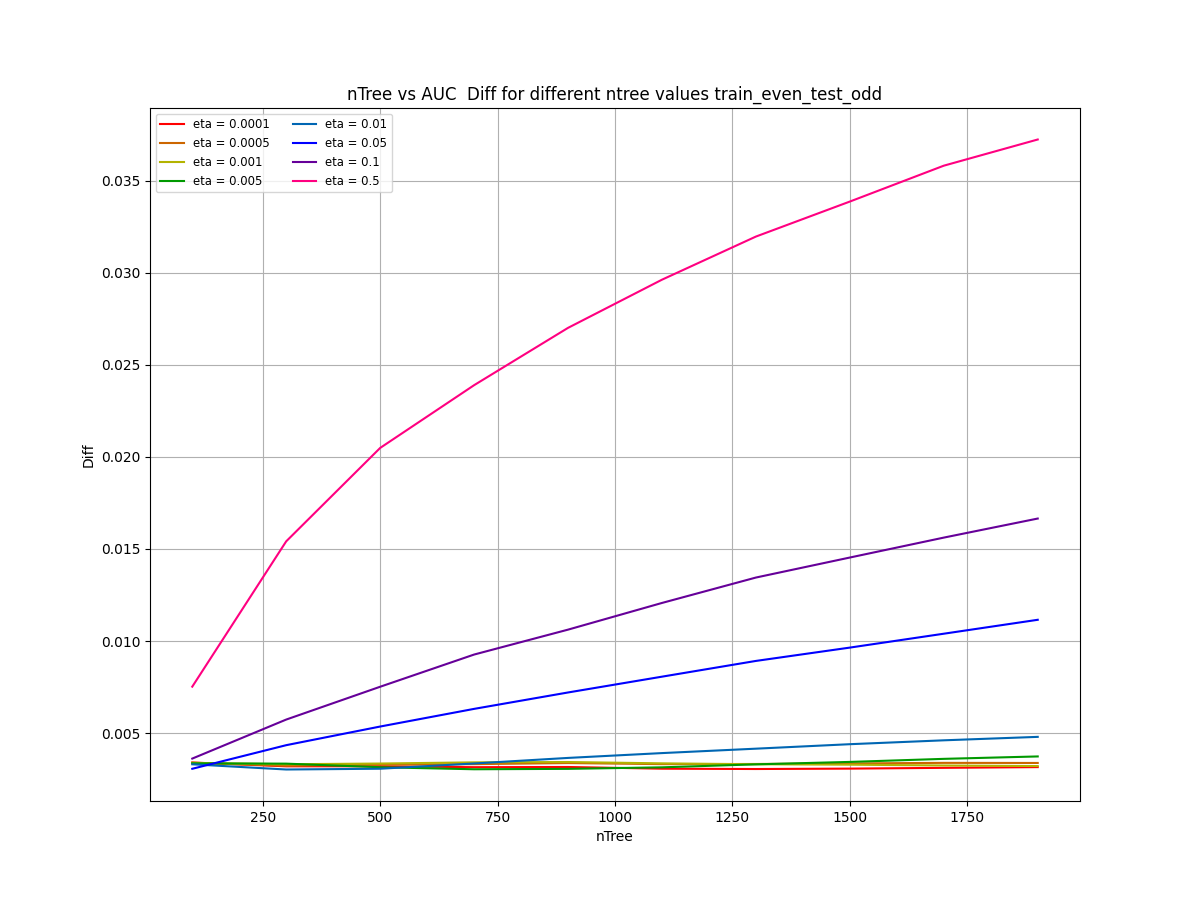 nTree vs AUC  Diff for different ntree values train_even_test_odd
eta = 0.0001
eta = 0.0005
eta = 0.001
eta = 0.005
eta = 0.01
eta = 0.05
eta = 0.1
eta = 0.5
0.035
0.030
0.025
0.020
0.015
0.010
0.005
Diff
250
500
750
1000
1250
1500
1750
nTree